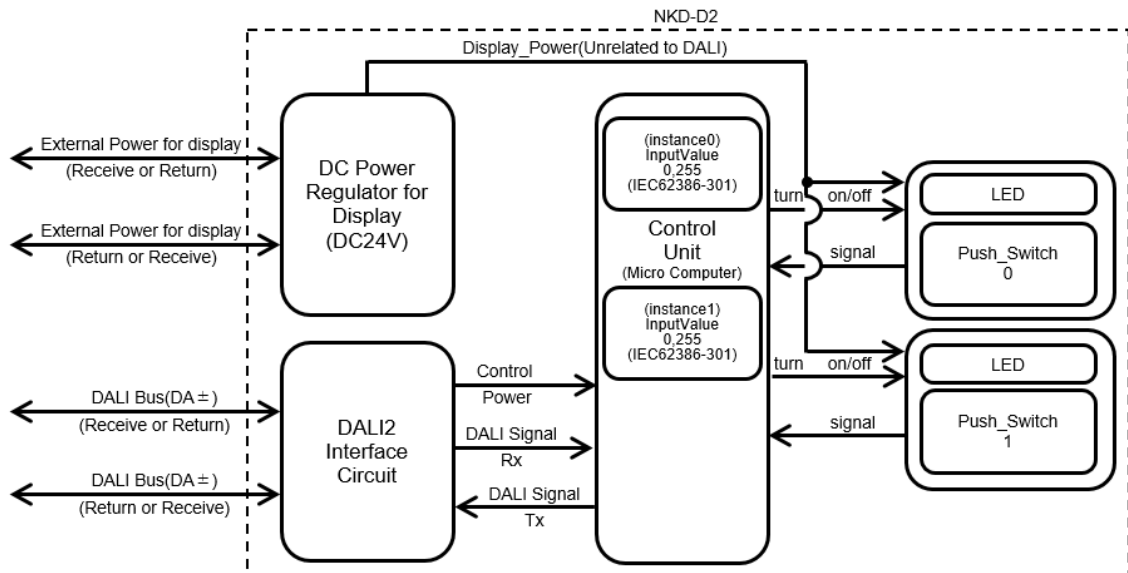 NKD-D2
Display_Power(Unrelated to DALI)
External Power for display
(Receive or Return)
External Power for display
(Return or Receive)
DC Power
Regulator for
Display
(DC24V)
(instance0)
InputValue
0,255
(IEC62386-301)
Control
Unit
(Micro Computer)
(instance1)
InputValue
0,255
(IEC62386-301)
turn on/off
signal
LED
Push_Switch
0
turn on/off
signal
LED
Push_Switch
1
DALI Bus(DA±)
(Receive or Return)
DALI Bus(DA±)
(Return or Receive)
DALI2
Interface
Circuit
Control
Power
DALI Signal
Rx
DALI Signal
Tx